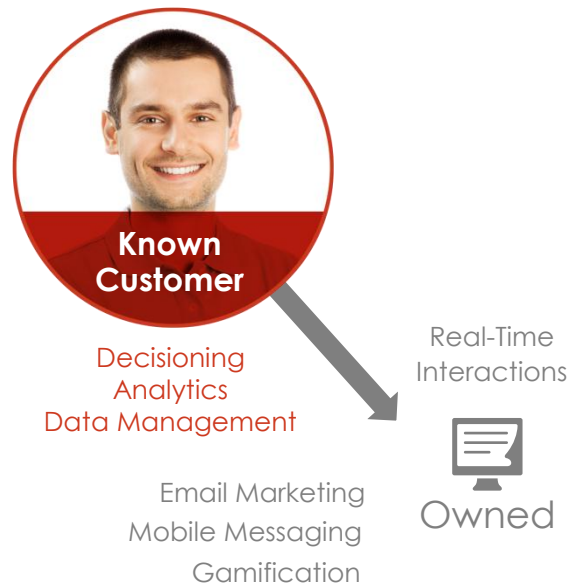 Known
Customer
Decisioning
Analytics
Data Management
Real-Time
Interactions
Owned
Email Marketing
Mobile Messaging
Gamification